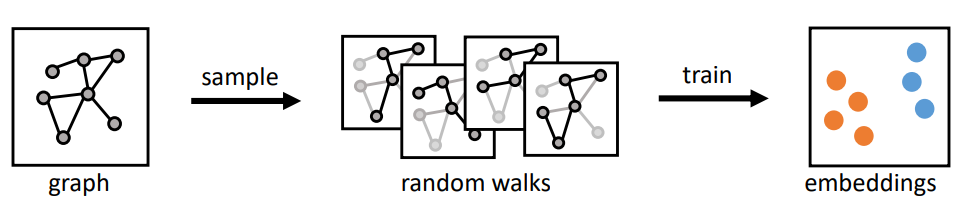 sample
train
graph
random walks
embeddings